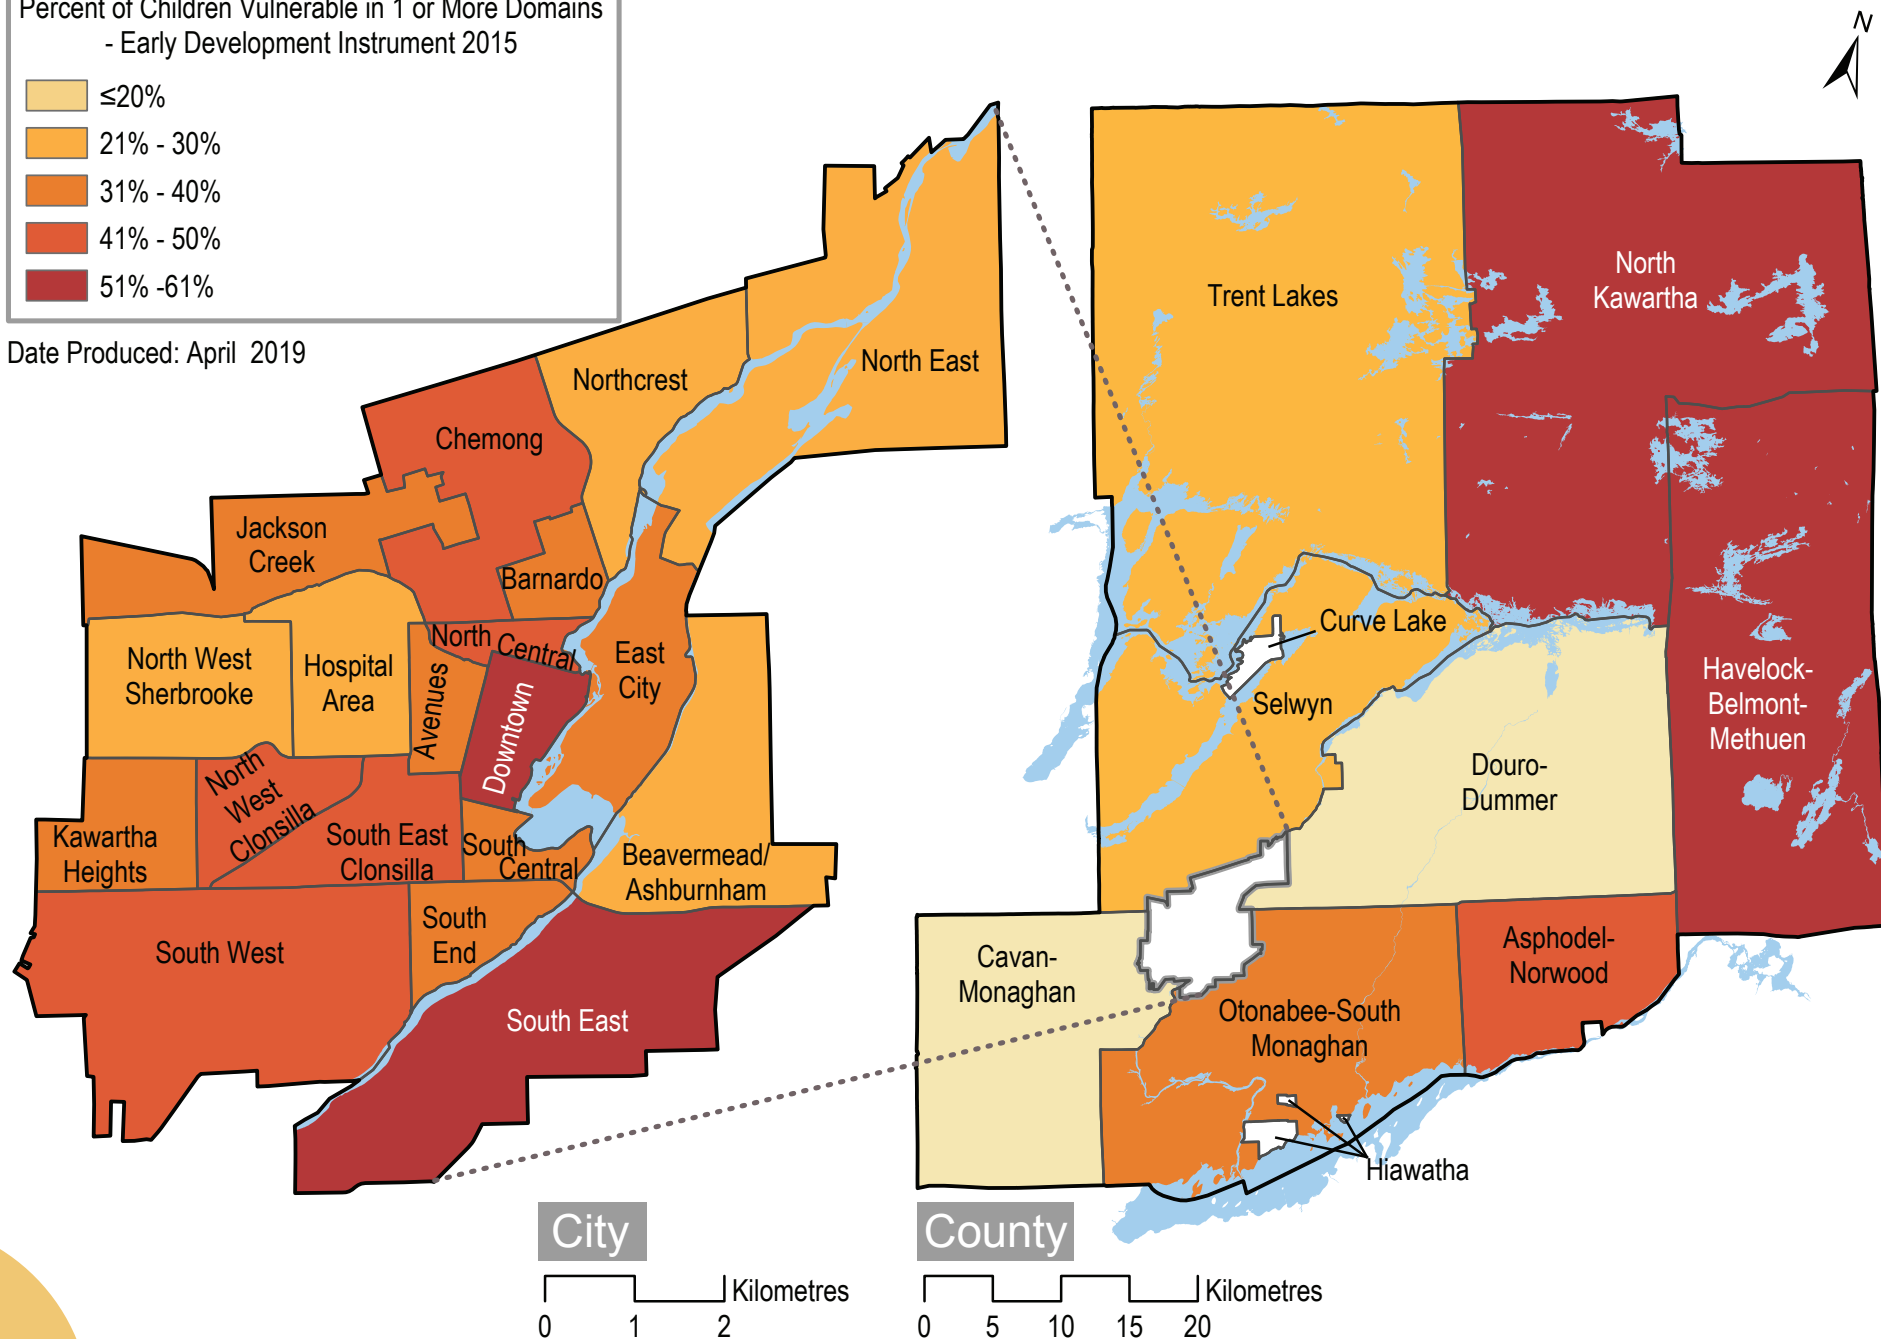 Percent of Children Vulnerable in 1 or More Domains
- Early Development Instrument 2015
≤20%
21% - 30%
31% - 40%
41% - 50%
51% -61%
Date Produced: April 2019
N
Northcrest
North East
Chemong
Jackson
Creek
Barnardo
North Central
North West
Sherbrooke
Hospital
Area
Avenues
Downtown
East
City
North
West
Clonsilla
Kawartha
Heights
South East
Clonsilla
South
Central
Beavermead/
Ashburnham
South West
South
End
South East
Trent Lakes
North
Kawartha
Curve Lake
Selwyn
Havelock-
Belmont-
Methuen
Douro-
Dummer
Cavan-
Monaghan
Otonabee-South
Monaghan
Asphodel-
Norwood
Hiawatha
City
Kilometres
0 1 2
County
Kilometres
0 5 10 15 20